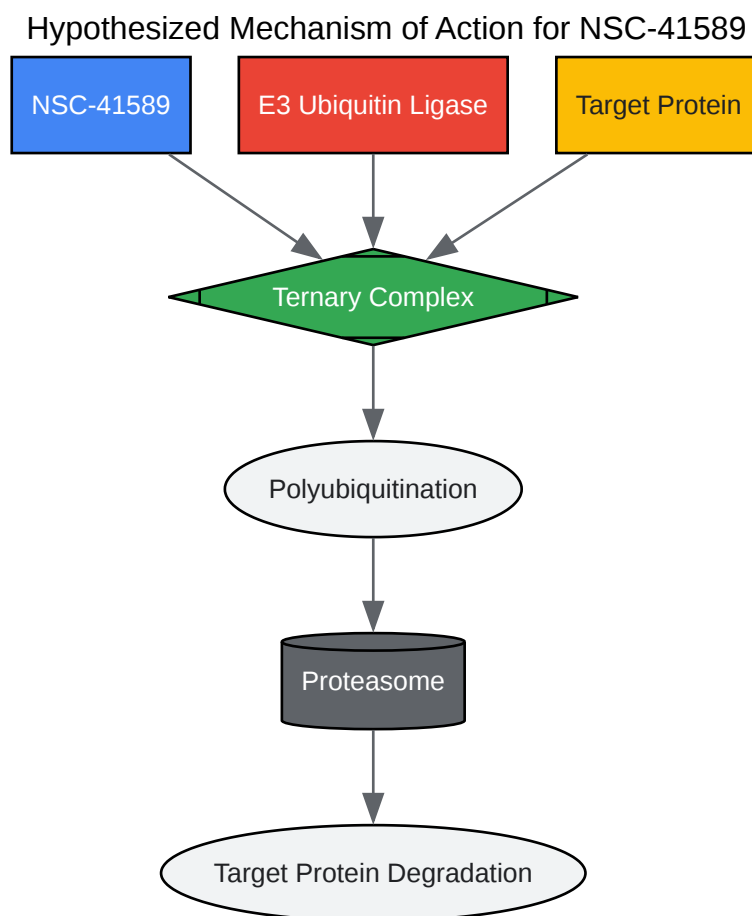 Hypothesized Mechanism of Action for NSC-41589
NSC-41589
E3 Ubiquitin Ligase
Target Protein
Ternary Complex
Polyubiquitination
Proteasome
Target Protein Degradation